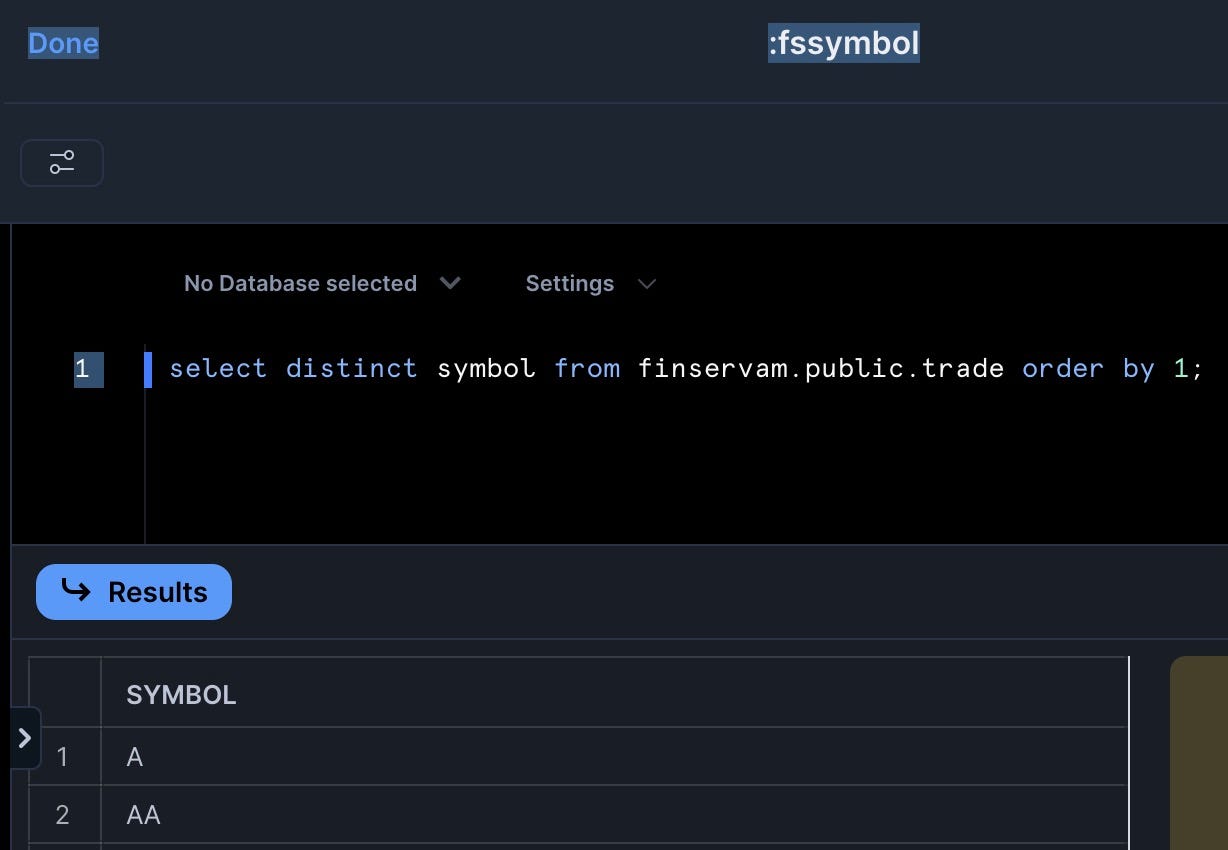 Done
:fssymbol
No Database selected
Settings
1 select distinct symbol from finservam.public.trade order by 1;
Results
SYMBOL
1 A
2 AA